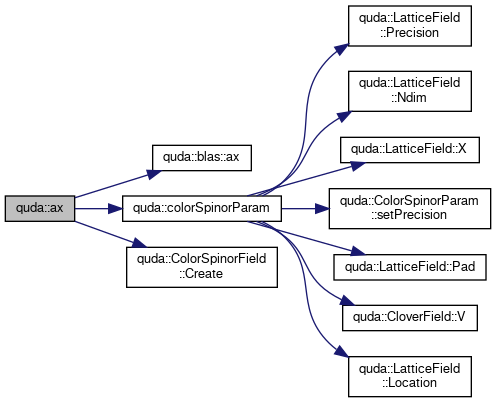 quda::ax
quda::blas::ax
quda::colorSpinorParam
quda::ColorSpinorField
::Create
quda::LatticeField
::Precision
quda::LatticeField
::Ndim
quda::LatticeField::X
quda::ColorSpinorParam
::setPrecision
quda::LatticeField::Pad
quda::CloverField::V
quda::LatticeField
::Location